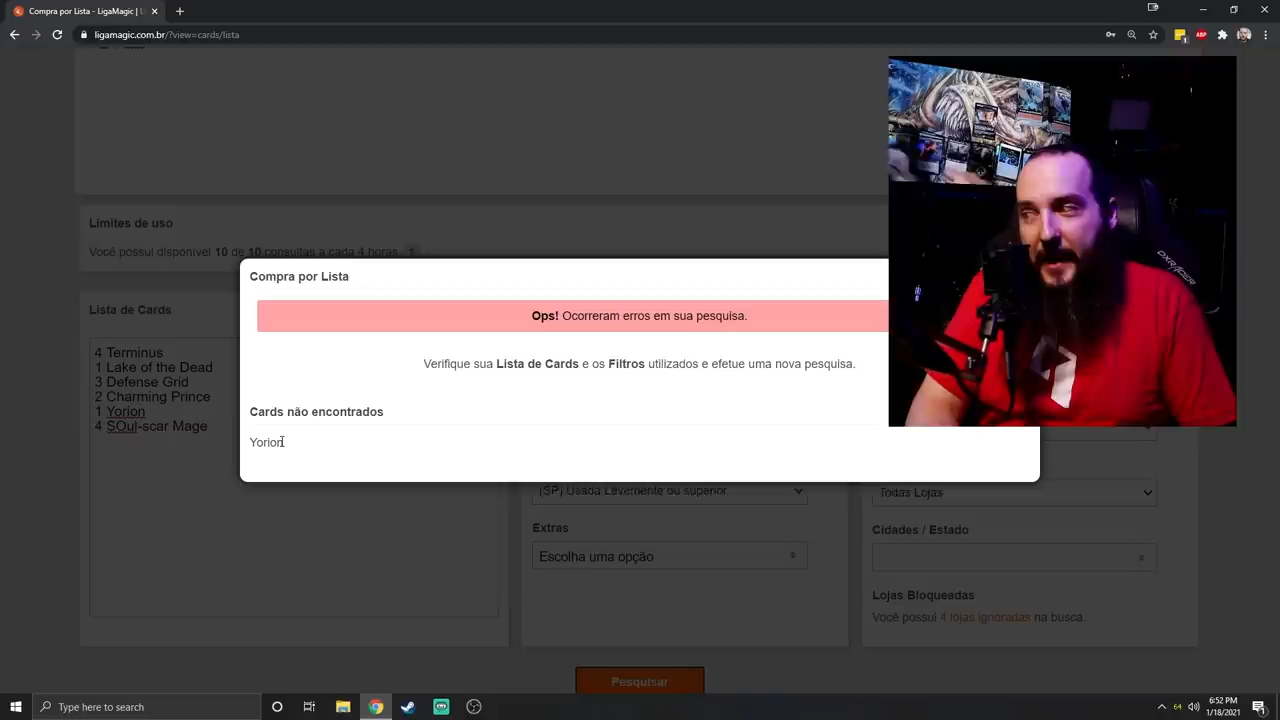 Compra por Lista - LigaMagic | L
ligamagic.com.br/?view=cards/lista
Limites de uso
Você possui disponível 10 de 10 consultas a cada 4 horas. ?
Lista de Cards
4 Terminus
1 Lake of the Dead
3 Defense Grid
2 Charming Prince
1 Yorion
4 SOul-scar Mage
Compra por Lista
Ops! Ocorreram erros em sua pesquisa.
Verifique sua Lista de Cards e os Filtros utilizados e efetue uma nova pesquisa.
Cards não encontrados
Yorion
(SP) Usada Levemente ou superior
Extras
Escolha uma opção
Todas Lojas
Cidades / Estado
Lojas Bloqueadas
Você possui 4 lojas ignoradas na busca.
Pesquisar
DXRACER
Type here to search
64
6:52 PM
1/18/2021